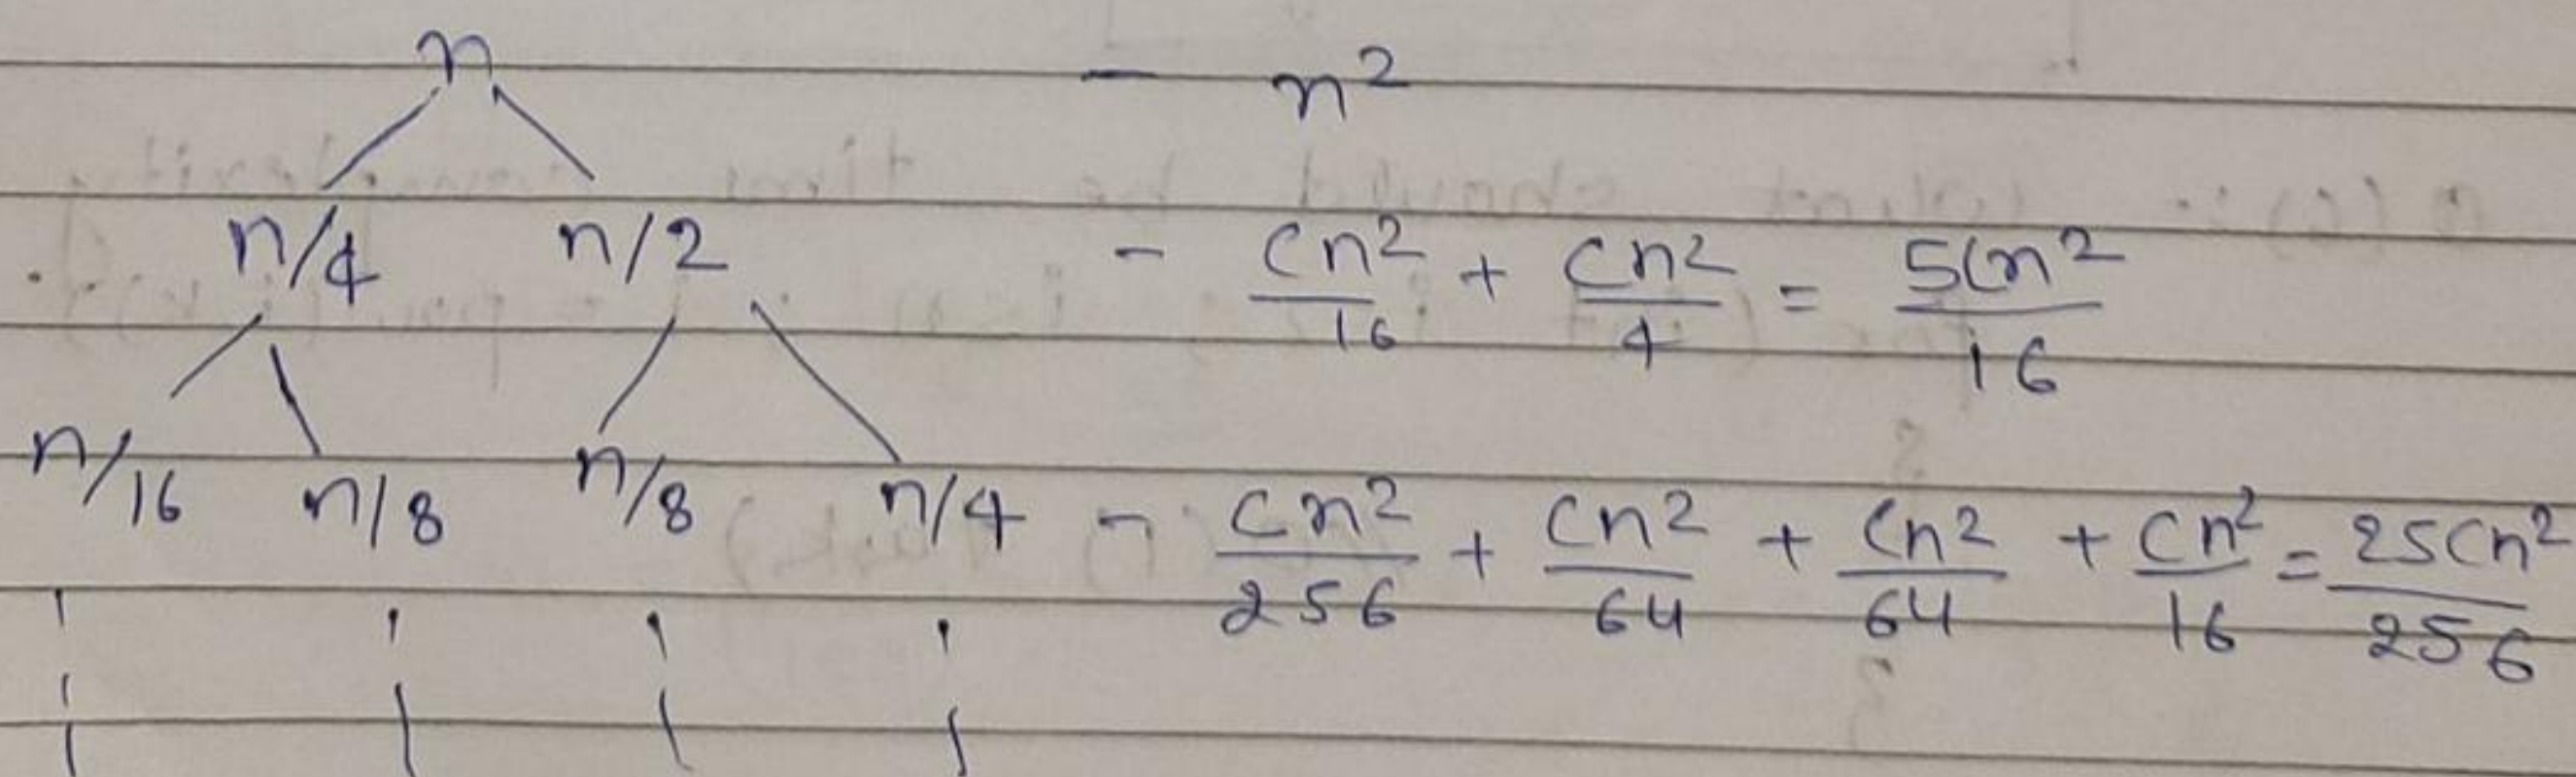 n - n²
n/4 n/2 - cn²/16 + cn²/4 = 5cn²/16
n/16 n/8 n/8 n/4 - cn²/256 + cn²/64 + cn²/64 + cn²/16 = 25cn²/256